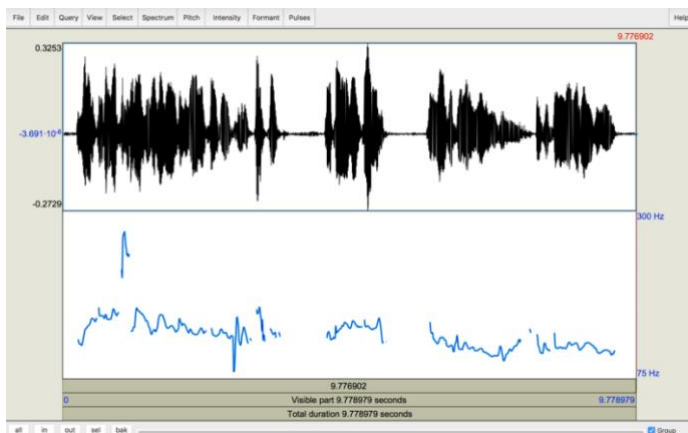 File Edit Query View Select Spectrum Pitch Intensity Formant Pulses Help
9.776902
0.3253
-3.691·10⁻⁶
-0.2729
300 Hz
75 Hz
9.776902
0 Visible part 9.778979 seconds 9.778979
Total duration 9.778979 seconds
all in out sel bak Group